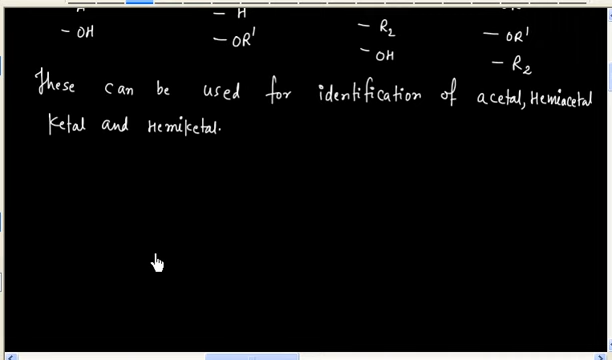 - H
- OH
- OR'
- R2
- OH
- OR'
- R2
These can be used for identification of acetal, Hemiacetal
Ketal and Hemiketal.